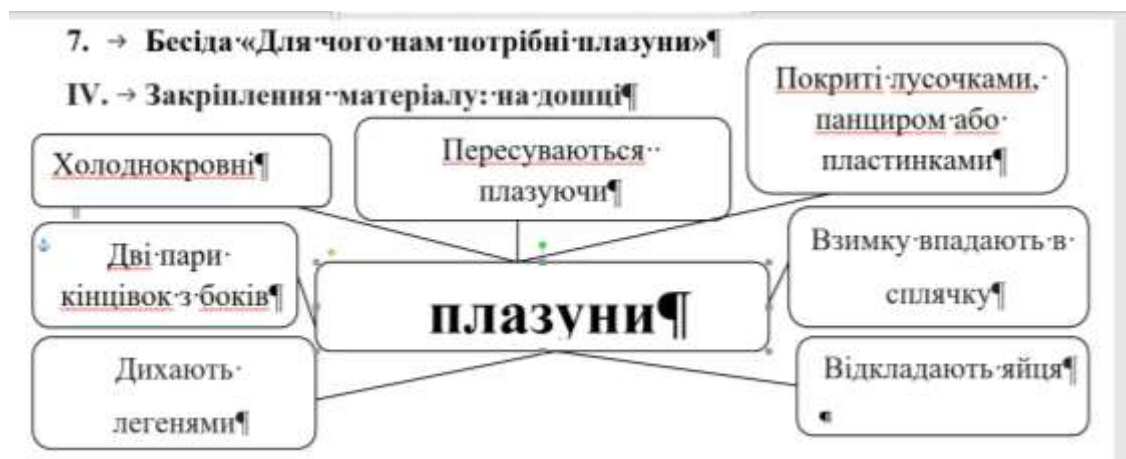 7. → Бесіда·«Для·чого·нам·потрібні·плазуни»¶
IV. → Закріплення··матеріалу:·на·дошці¶
Покриті·лусочками,·
панциром·або·
пластинками¶
Пересуваються··
плазуючи¶
Холоднокровні¶
¶
Дві·пари·
кінцівок·з·боків¶
Взимку·впадають·в·
сплячку¶
плазуни¶
Дихають·
легенями¶
Відкладають·яйця¶
¶